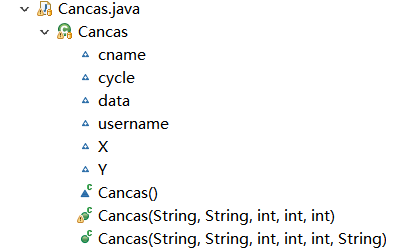 Cancas.java
Cancas
cname
cycle
data
username
X
Y
Cancas()
Cancas(String, String, int, int, int)
Cancas(String, String, int, int, int, String)